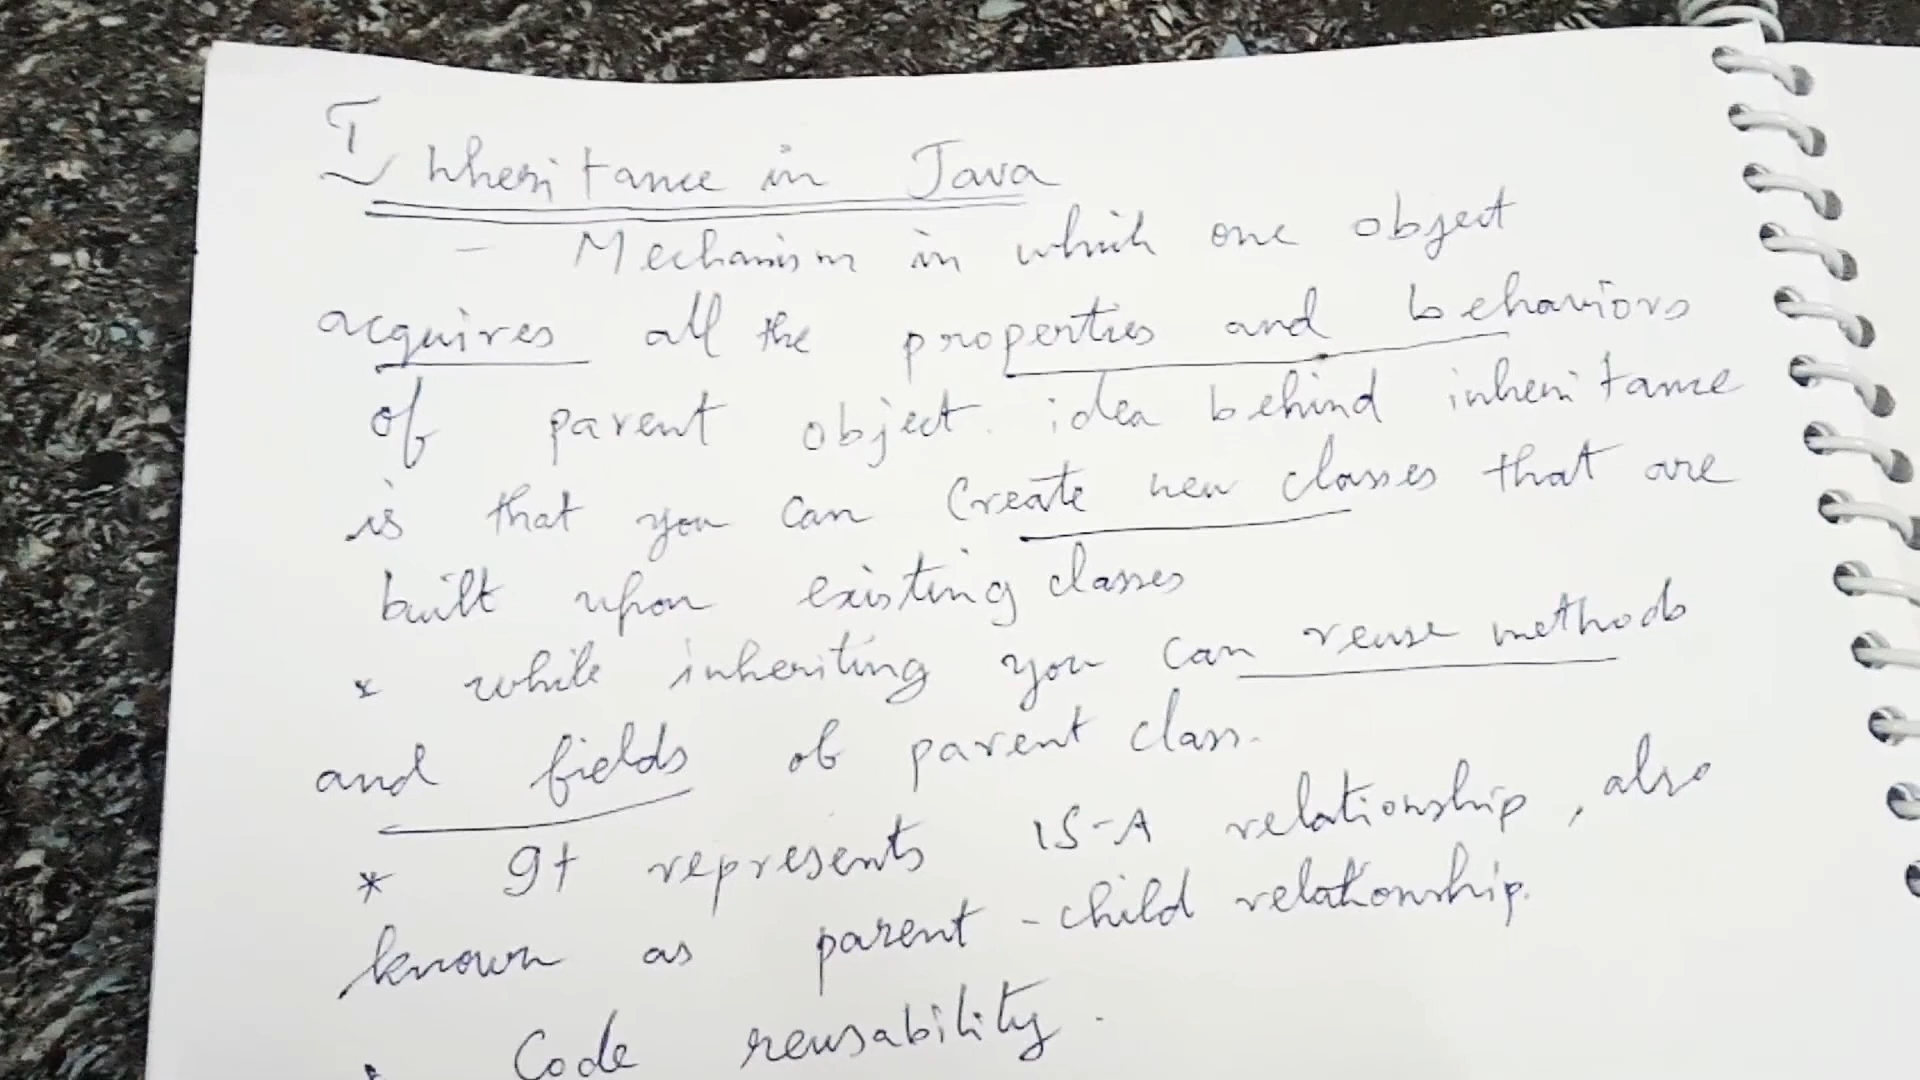 Inheritance in Java
- Mechanism in which one object
acquires all the properties and behaviors
of parent object. idea behind inheritance
is that you can create new classes that are
built upon existing classes
* while inheriting you can reuse methods
and fields of parent class.
* It represents IS-A relationship, also
known as parent-child relationship.
* Code reusability.